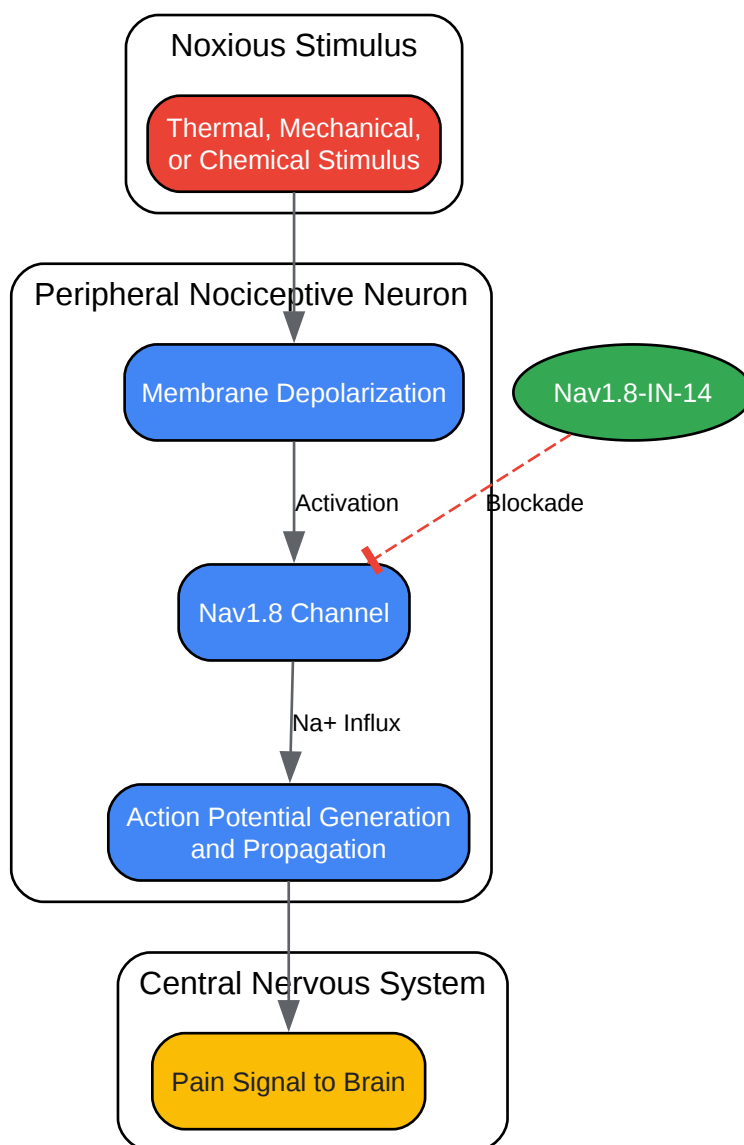 Noxious Stimulus
Thermal, Mechanical,
or Chemical Stimulus
Peripheral Nociceptive Neuron
Membrane Depolarization
Nav1.8-IN-14
Activation
Blockade
Nav1.8 Channel
Na+ Influx
Action Potential Generation
and Propagation
Central Nervous System
Pain Signal to Brain